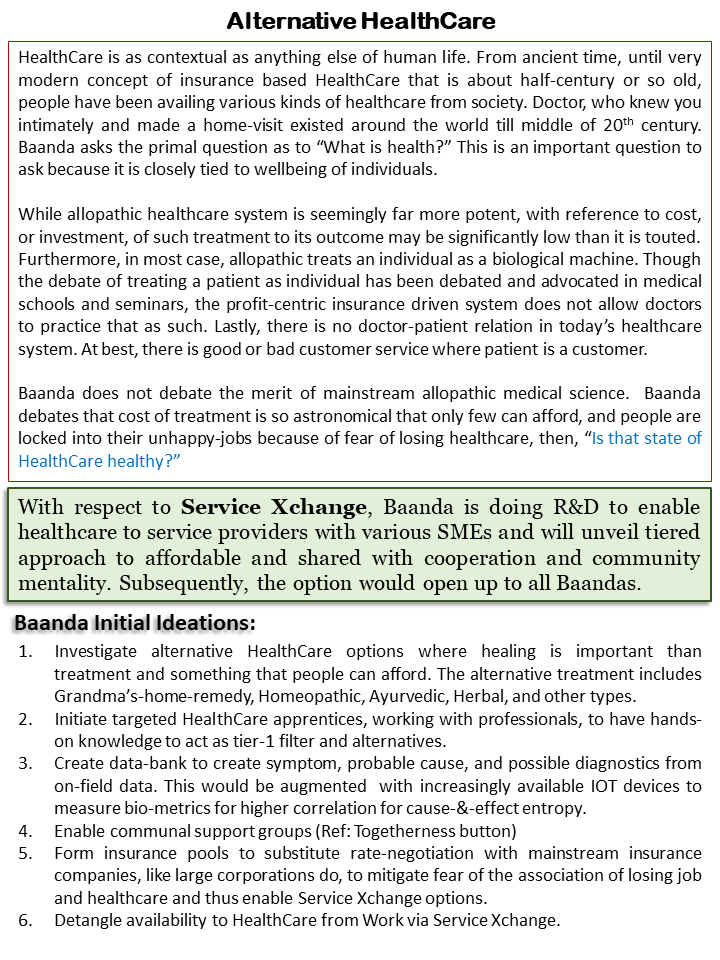 Alternative HealthCare
HealthCare is as contextual as anything else of human life. From ancient time, until very
modern concept of insurance based HealthCare that is about half-century or so old,
people have been availing various kinds of healthcare from society. Doctor, who knew you
intimately and made a home-visit existed around the world till middle of 20th century.
Baanda asks the primal question as to “What is health?” This is an important question to
ask because it is closely tied to wellbeing of individuals.
While allopathic healthcare system is seemingly far more potent, with reference to cost,
or investment, of such treatment to its outcome may be significantly low than it is touted.
Furthermore, in most case, allopathic treats an individual as a biological machine. Though
the debate of treating a patient as individual has been debated and advocated in medical
schools and seminars, the profit-centric insurance driven system does not allow doctors
to practice that as such. Lastly, there is no doctor-patient relation in today’s healthcare
system. At best, there is good or bad customer service where patient is a customer.
Baanda does not debate the merit of mainstream allopathic medical science. Baanda
debates that cost of treatment is so astronomical that only few can afford, and people are
locked into their unhappy-jobs because of fear of losing healthcare, then, “Is that state of
HealthCare healthy?”
With respect to Service Xchange, Baanda is doing R&D to enable
healthcare to service providers with various SMEs and will unveil tiered
approach to affordable and shared with cooperation and community
mentality. Subsequently, the option would open up to all Baandas.
Baanda Initial Ideations:
1. Investigate alternative HealthCare options where healing is important than
treatment and something that people can afford. The alternative treatment includes
Grandma’s-home-remedy, Homeopathic, Ayurvedic, Herbal, and other types.
2. Initiate targeted HealthCare apprentices, working with professionals, to have hands-
on knowledge to act as tier-1 filter and alternatives.
3. Create data-bank to create symptom, probable cause, and possible diagnostics from
on-field data. This would be augmented with increasingly available IOT devices to
measure bio-metrics for higher correlation for cause-&-effect entropy.
4. Enable communal support groups (Ref: Togetherness button)
5. Form insurance pools to substitute rate-negotiation with mainstream insurance
companies, like large corporations do, to mitigate fear of the association of losing job
and healthcare and thus enable Service Xchange options.
6. Detangle availability to HealthCare from Work via Service Xchange.